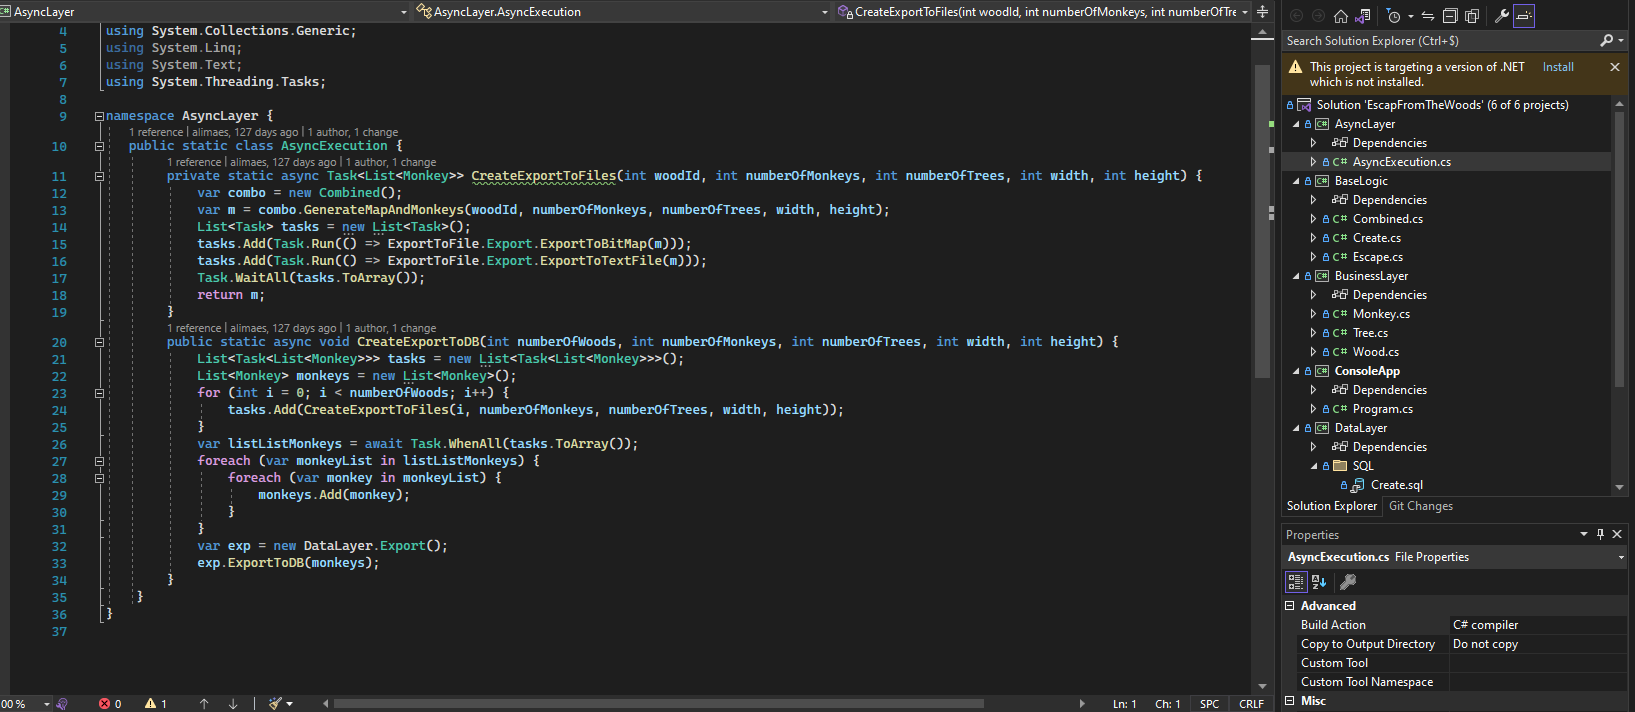 AsyncLayer
AsyncLayer.AsyncExecution
CreateExportToFiles(int woodId, int numberOfMonkeys, int numberOfTre
4 using System.Collections.Generic;
5 using System.Linq;
6 using System.Text;
7 using System.Threading.Tasks;
8
9 namespace AsyncLayer {
1 reference | alimaes, 127 days ago | 1 author, 1 change
10 public static class AsyncExecution {
1 reference | alimaes, 127 days ago | 1 author, 1 change
11 private static async Task<List<Monkey>> CreateExportToFiles(int woodId, int numberOfMonkeys, int numberOfTrees, int width, int height) {
12 var combo = new Combined();
13 var m = combo.GenerateMapAndMonkeys(woodId, numberOfMonkeys, numberOfTrees, width, height);
14 List<Task> tasks = new List<Task>();
15 tasks.Add(Task.Run(() => ExportToFile.Export.ExportToBitMap(m)));
16 tasks.Add(Task.Run(() => ExportToFile.Export.ExportToTextFile(m)));
17 Task.WaitAll(tasks.ToArray());
18 return m;
19 }
1 reference | alimaes, 127 days ago | 1 author, 1 change
20 public static async void CreateExportToDB(int numberOfWoods, int numberOfMonkeys, int numberOfTrees, int width, int height) {
21 List<Task<List<Monkey>>> tasks = new List<Task<List<Monkey>>>();
22 List<Monkey> monkeys = new List<Monkey>();
23 for (int i = 0; i < numberOfWoods; i++) {
24 tasks.Add(CreateExportToFiles(i, numberOfMonkeys, numberOfTrees, width, height));
25 }
26 var listListMonkeys = await Task.WhenAll(tasks.ToArray());
27 foreach (var monkeyList in listListMonkeys) {
28 foreach (var monkey in monkeyList) {
29 monkeys.Add(monkey);
30 }
31 }
32 var exp = new DataLayer.Export();
33 exp.ExportToDB(monkeys);
34 }
35 }
36 }
37
00 %
0
1
Ln: 1
Ch: 1
SPC
CRLF
Search Solution Explorer (Ctrl+$)
This project is targeting a version of .NET Install
which is not installed.
Solution 'EscapFromTheWoods' (6 of 6 projects)
C# AsyncLayer
Dependencies
C# AsyncExecution.cs
C# BaseLogic
Dependencies
C# Combined.cs
C# Create.cs
C# Escape.cs
C# BusinessLayer
Dependencies
C# Monkey.cs
C# Tree.cs
C# Wood.cs
C# ConsoleApp
Dependencies
C# Program.cs
C# DataLayer
Dependencies
SQL
Create.sql
Solution Explorer Git Changes
Properties
AsyncExecution.cs File Properties
Advanced
Build Action C# compiler
Copy to Output Directory Do not copy
Custom Tool
Custom Tool Namespace
Misc